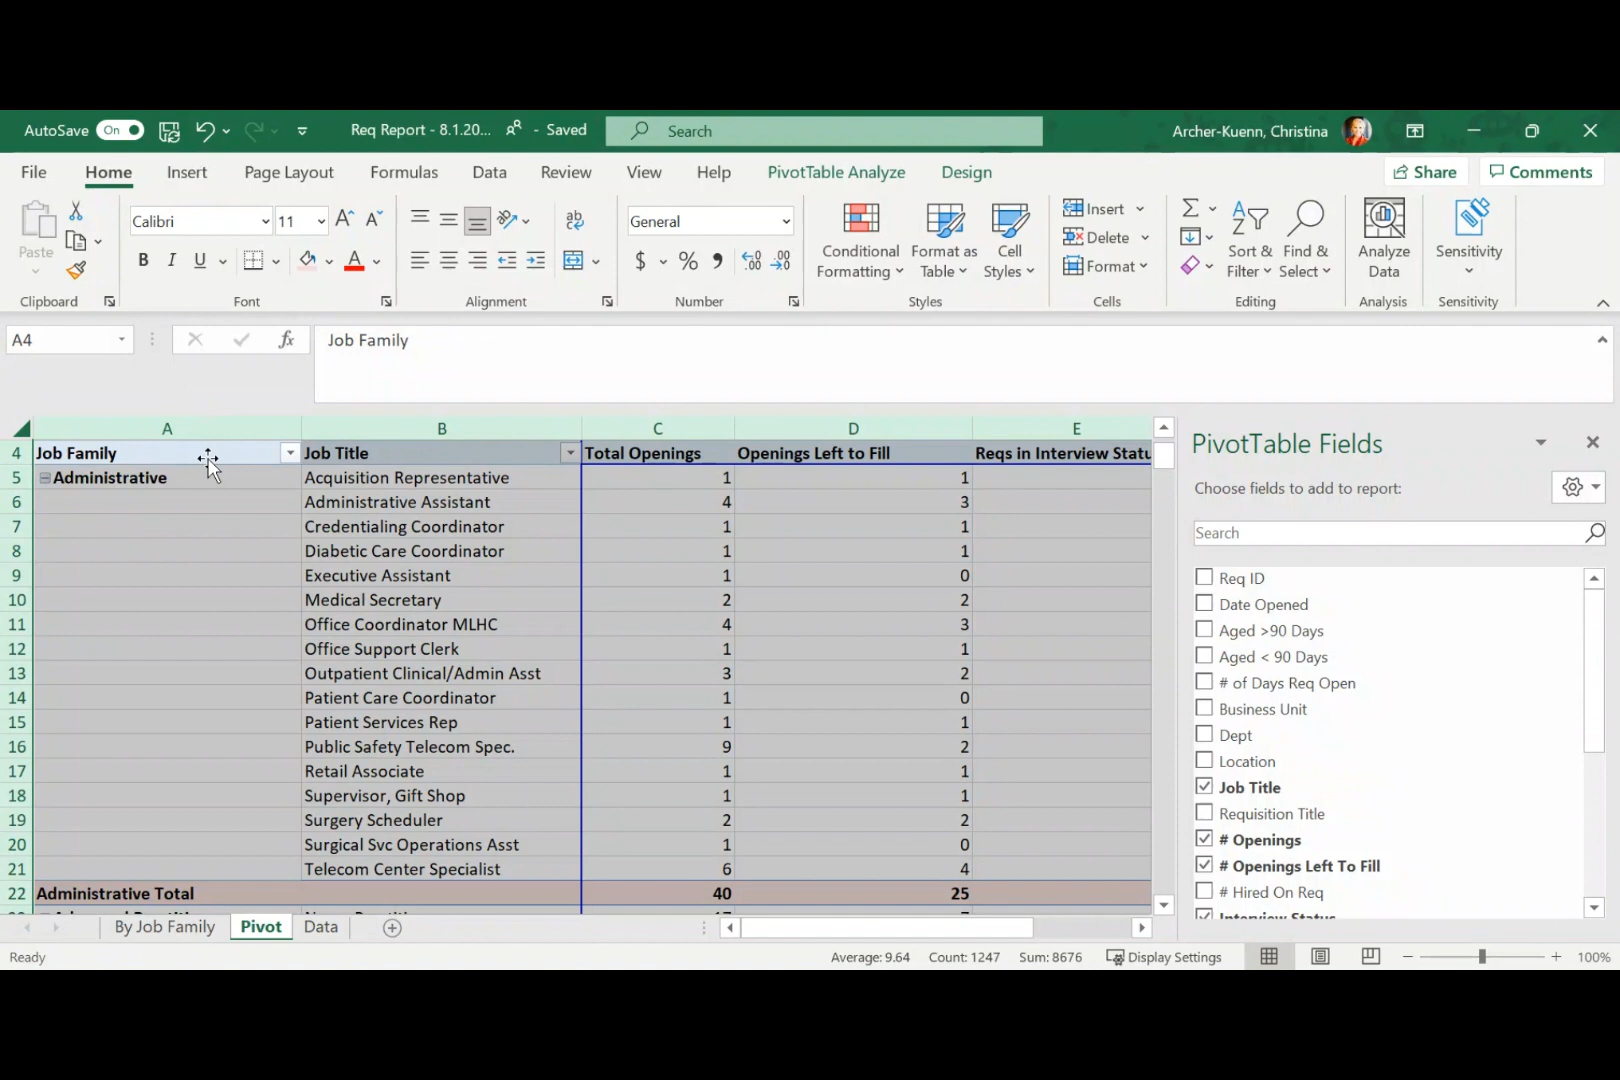 AutoSave On Req Report - 8.1.20... - Saved Search Archer-Kuenn, Christina
File Home Insert Page Layout Formulas Data Review View Help PivotTable Analyze Design Share Comments
Paste Calibri 11 General Conditional Formatting Format as Table Cell Styles Insert Delete Format Sort & Filter Find & Select Analyze Data Sensitivity
Clipboard Font Alignment Number Styles Cells Editing Analysis Sensitivity
A4 fx Job Family
A B C D E
4 Job Family Job Title Total Openings Openings Left to Fill Reqs in Interview Statu
5 Administrative Acquisition Representative 1 1
6 Administrative Assistant 4 3
7 Credentialing Coordinator 1 1
8 Diabetic Care Coordinator 1 1
9 Executive Assistant 1 0
10 Medical Secretary 2 2
11 Office Coordinator MLHC 4 3
12 Office Support Clerk 1 1
13 Outpatient Clinical/Admin Asst 3 2
14 Patient Care Coordinator 1 0
15 Patient Services Rep 1 1
16 Public Safety Telecom Spec. 9 2
17 Retail Associate 1 1
18 Supervisor, Gift Shop 1 1
19 Surgery Scheduler 2 2
20 Surgical Svc Operations Asst 1 0
21 Telecom Center Specialist 6 4
22 Administrative Total 40 25
PivotTable Fields
Choose fields to add to report:
Search
Req ID
Date Opened
Aged >90 Days
Aged < 90 Days
# of Days Req Open
Business Unit
Dept
Location
Job Title
Requisition Title
# Openings
# Openings Left To Fill
# Hired On Req
Interview Status
By Job Family Pivot Data
Ready Average: 9.64 Count: 1247 Sum: 8676 Display Settings 100%